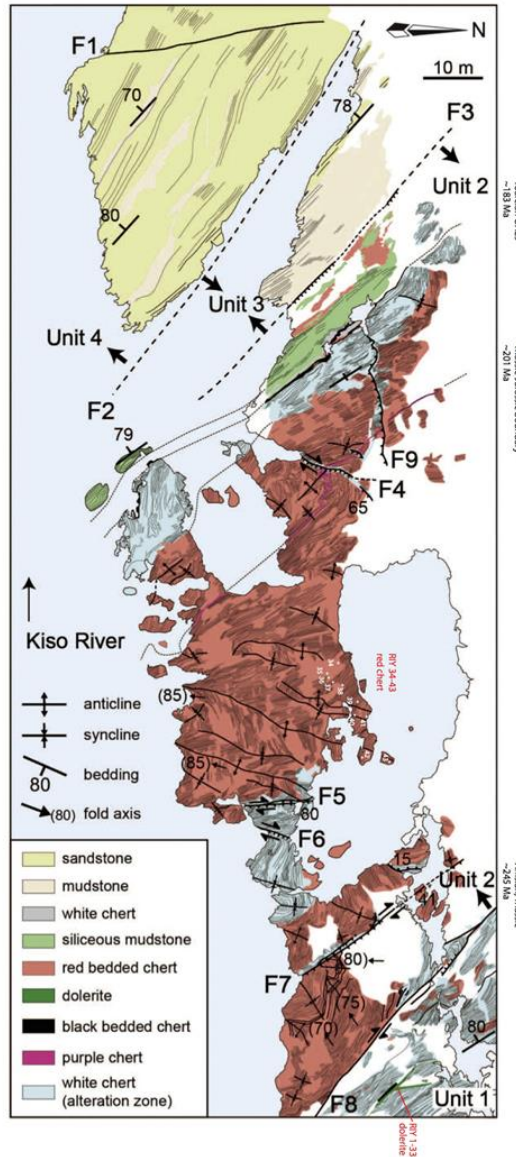 F1
N
10 m
70
78
F3
Unit 2
~183 Ma
80
Unit 3
Unit 4
~201 Ma
F2
79
F9
F4
65
Kiso River
RIY 34-43
red chert
(85)
anticline
syncline
(85)
bedding
80
F5
60
fold axis
(80)
F6
15
~245 Ma
Unit 2
41
sandstone
mudstone
white chert
siliceous mudstone
red bedded chert
dolerite
black bedded chert
purple chert
white chert
(alteration zone)
F7
(80)
(75)
(70)
80
F8
Unit 1
RIY 1-33
dolerite